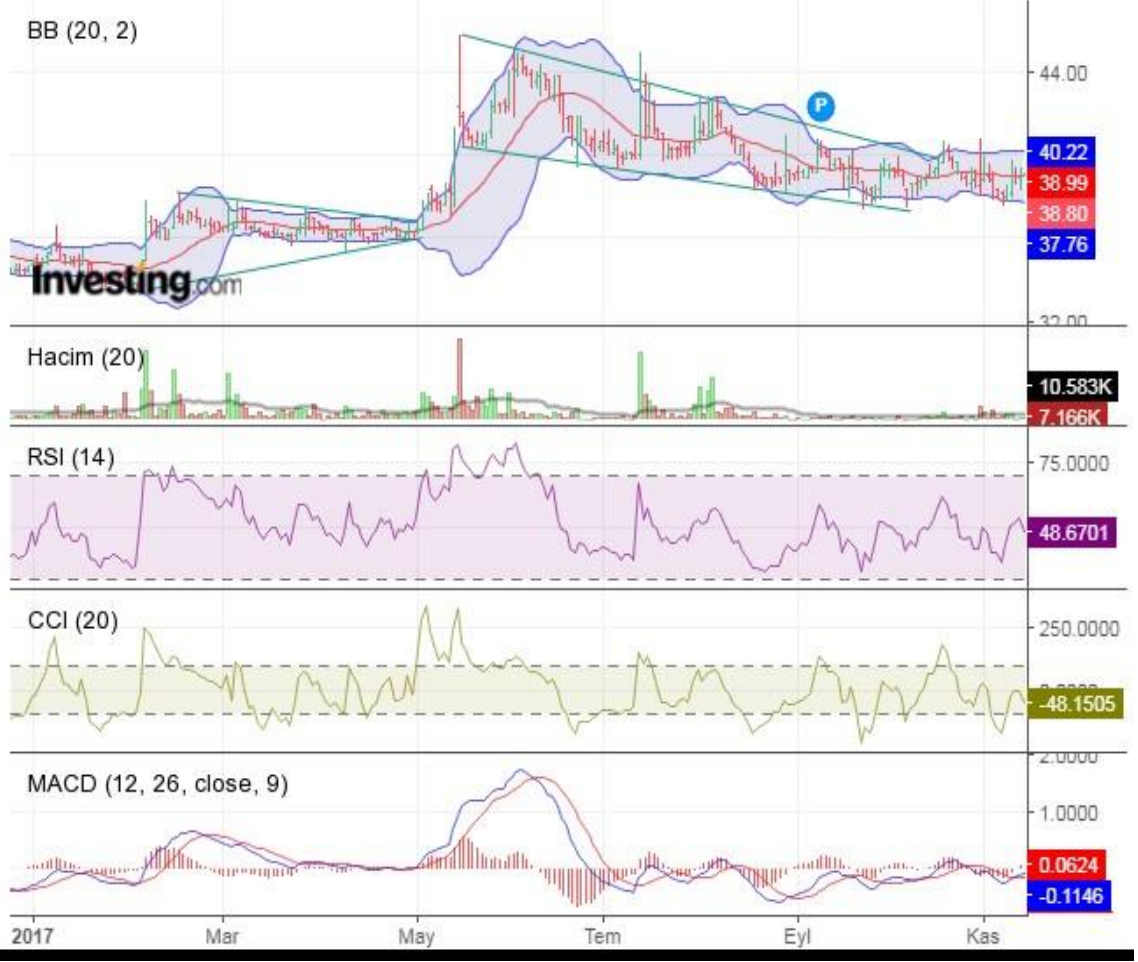 BB (20, 2)
44.00
P
40.22
38.99
38.80
37.76
Investing.com
32.00
Hacim (20)
10.583K
7.166K
RSI (14)
75.0000
48.6701
CCI (20)
250.0000
-48.1505
2.0000
MACD (12, 26, close, 9)
1.0000
0.0624
-0.1146
2017 Mar May Tem Eyl Kas